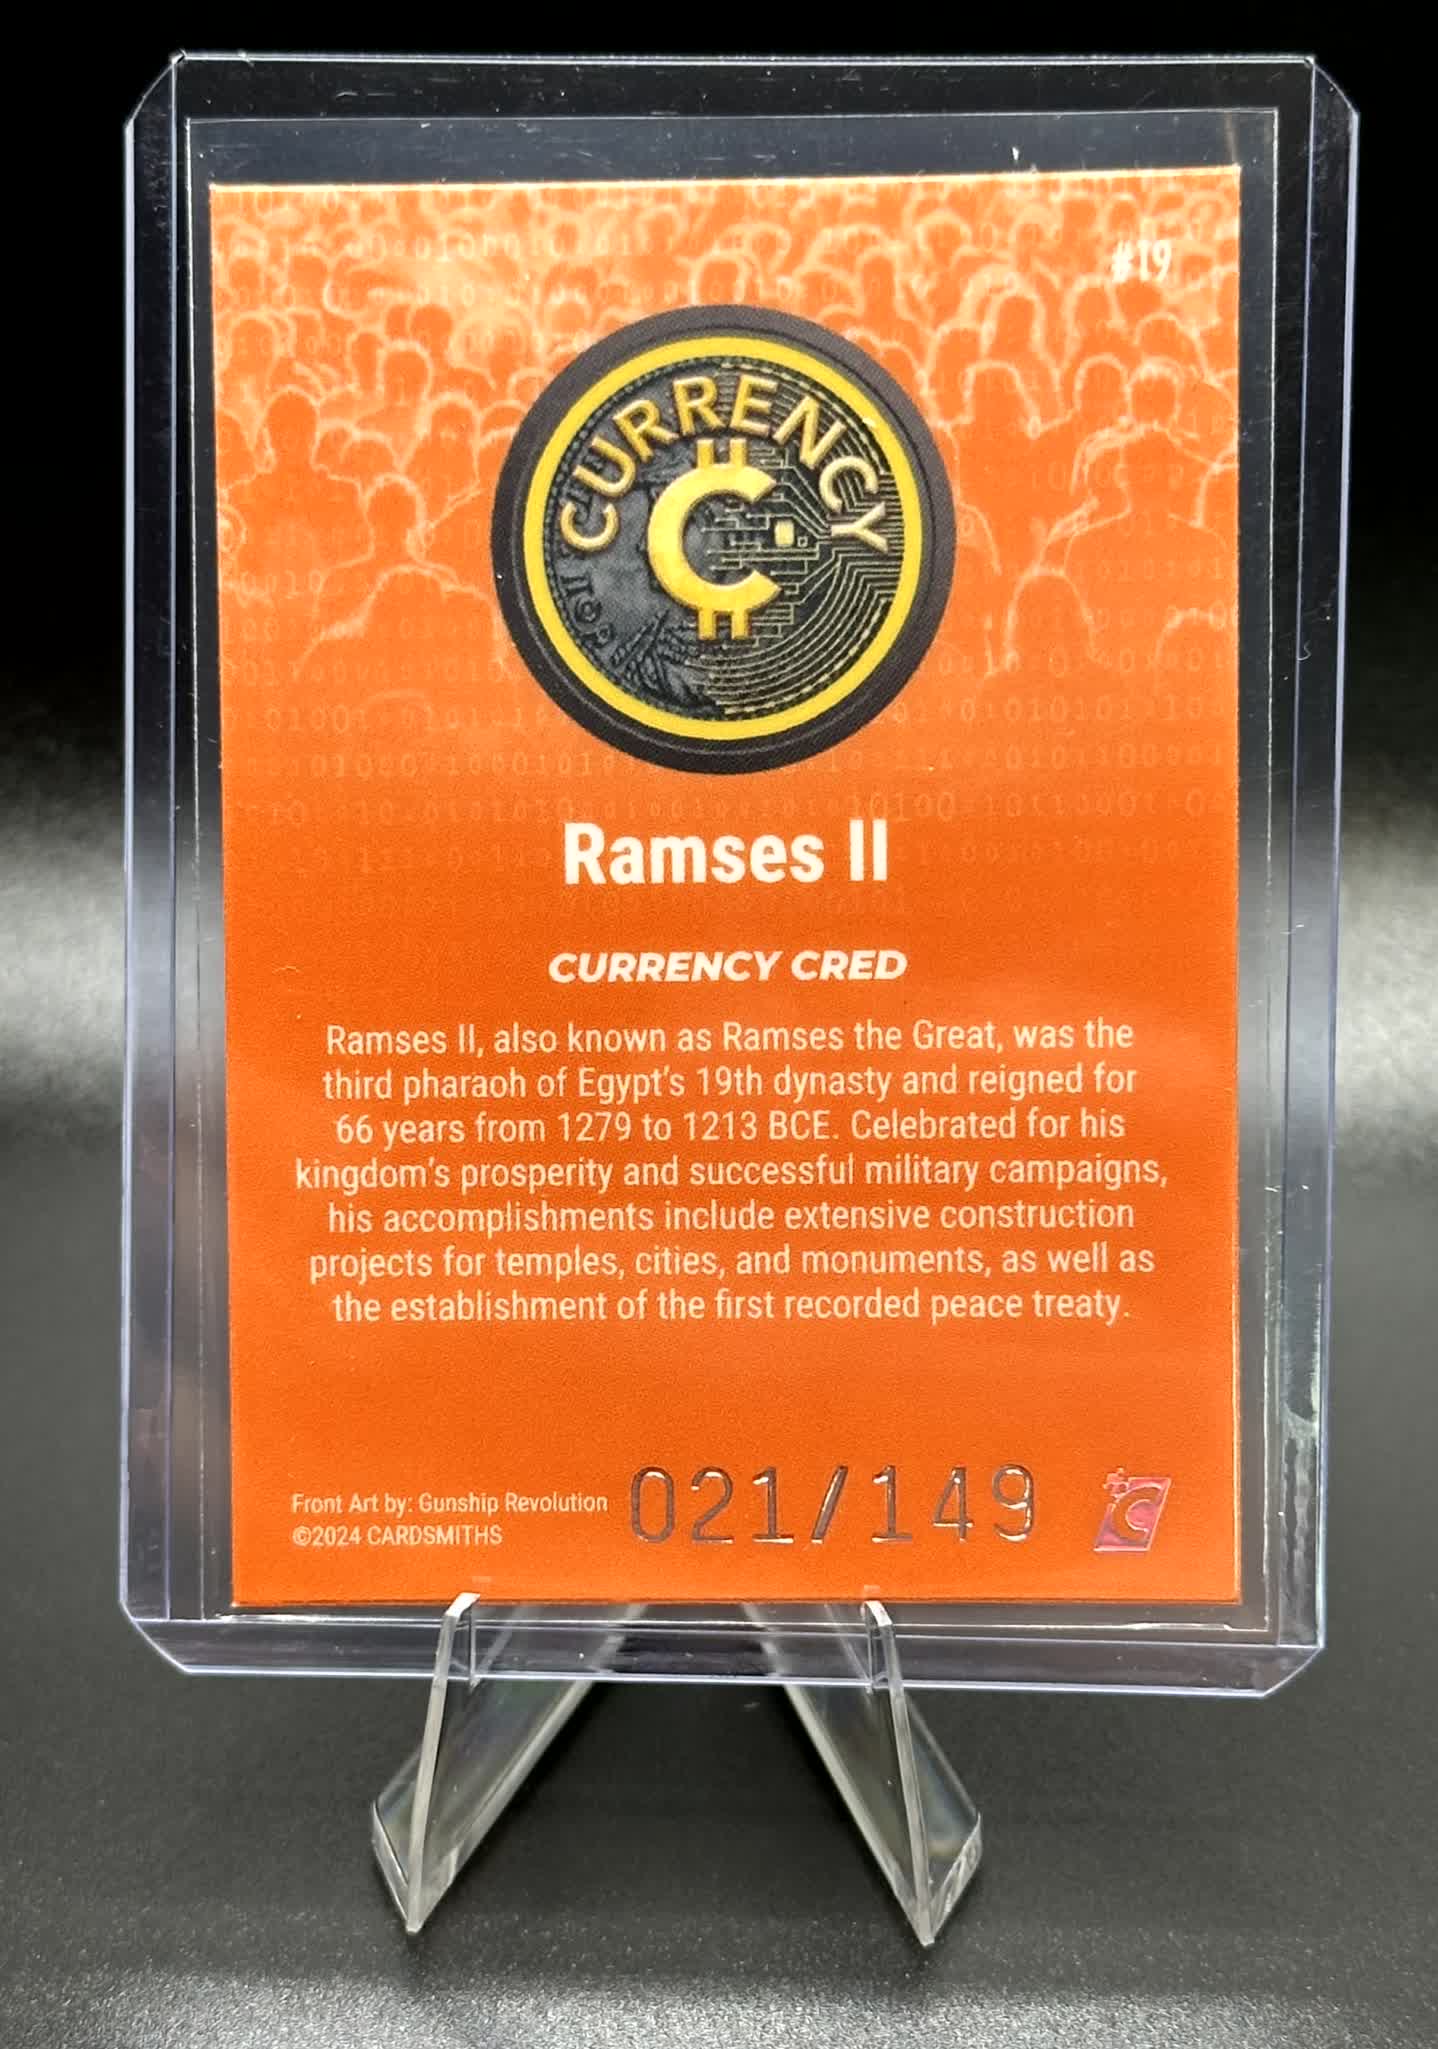 #19
CURRENCY
Ramses II
CURRENCY CRED
Ramses II, also known as Ramses the Great, was the
third pharaoh of Egypt's 19th dynasty and reigned for
66 years from 1279 to 1213 BCE. Celebrated for his
kingdom's prosperity and successful military campaigns,
his accomplishments include extensive construction
projects for temples, cities, and monuments, as well as
the establishment of the first recorded peace treaty.
Front Art by: Gunship Revolution
©2024 CARDSMITHS
021/149